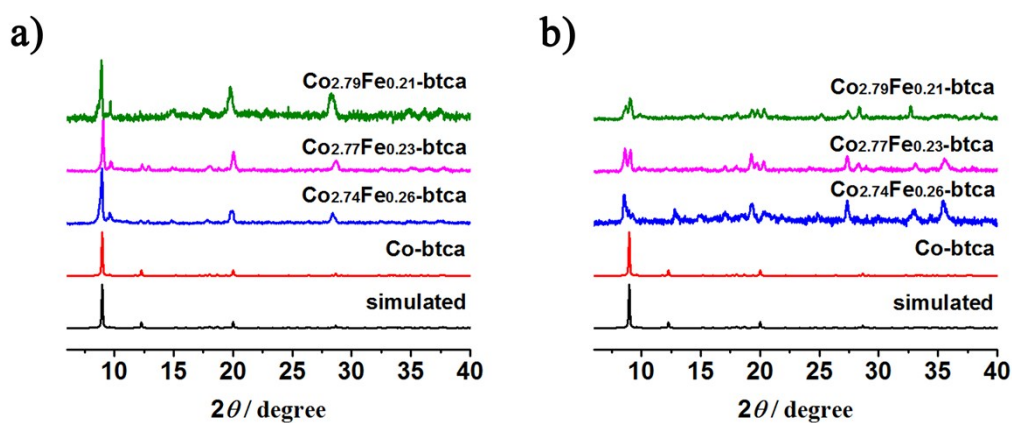 a)
Co2.79Fe0.21-btca
Co2.77Fe0.23-btca
Co2.74Fe0.26-btca
Co-btca
simulated
10 15 20 25 30 35 40
2θ / degree
b)
Co2.79Fe0.21-btca
Co2.77Fe0.23-btca
Co2.74Fe0.26-btca
Co-btca
simulated
10 15 20 25 30 35 40
2θ / degree